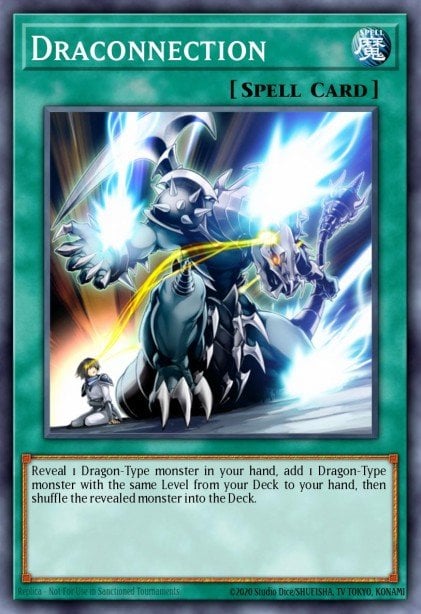 DRACONNECTION
SPELL
魔
[ SPELL CARD ]
Reveal 1 Dragon-Type monster in your hand, add 1 Dragon-Type
monster with the same Level from your Deck to your hand, then
shuffle the revealed monster into the Deck.
Replica - Not For Use in Sanctioned Tournaments
©2020 Studio Dice/SHUEISHA, TV TOKYO, KONAMI